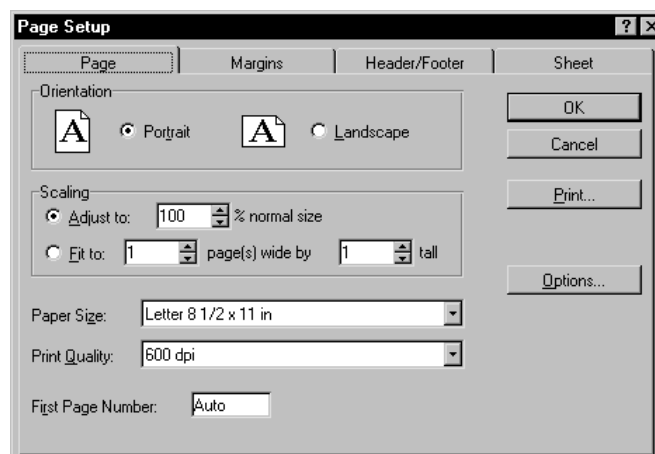 Page Setup ? X
Page Margins Header/Footer Sheet
Orientation
A Portrait A Landscape
OK
Cancel
Scaling
Adjust to: 100 % normal size
Print...
Fit to: 1 page(s) wide by 1 tall
Options...
Paper Size: Letter 8 1/2 x 11 in
Print Quality: 600 dpi
First Page Number: Auto